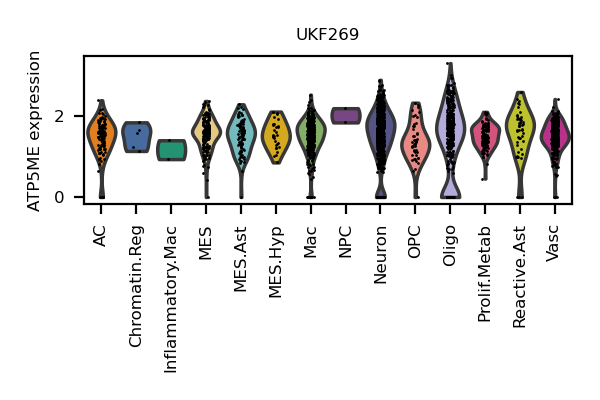 UKF269
ATP5ME expression
2
0
AC
Chromatin.Reg
Inflammatory.Mac
MES
MES.Ast
MES.Hyp
Mac
NPC
Neuron
OPC
Oligo
Prolif.Metab
Reactive.Ast
Vasc